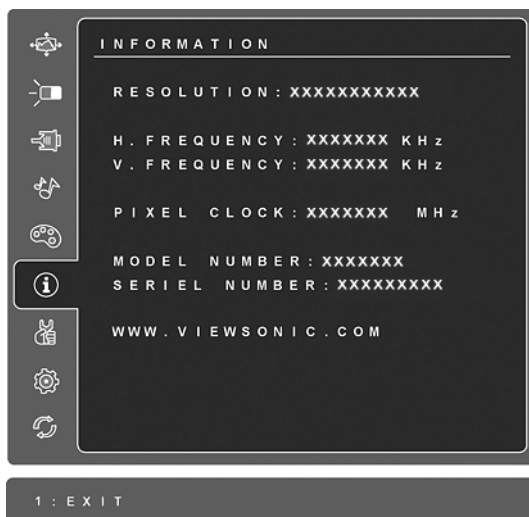 INFORMATION
RESOLUTION: XXXXXXXXXXX
H. FREQUENCY: XXXXXXX KHz
V. FREQUENCY: XXXXXXX KHz
PIXEL CLOCK: XXXXXXX MHz
MODEL NUMBER: XXXXXXX
SERIEL NUMBER: XXXXXXXXX
WWW.VIEWSONIC.COM
1:EXIT